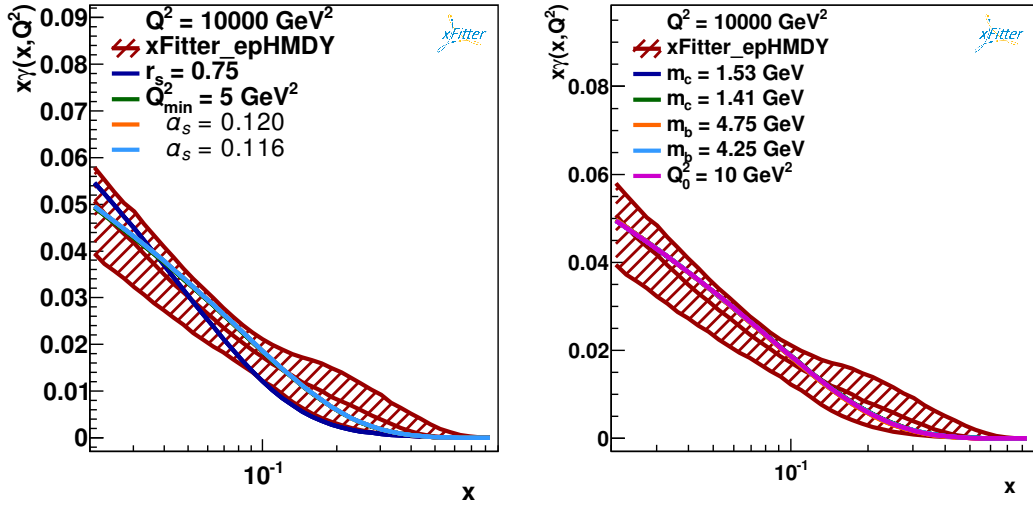 Q² = 10000 GeV²
xFitter_epHMDY
r_s = 0.75
Q²_min = 5 GeV²
α_s = 0.120
α_s = 0.116
xFitter
xγ(x,Q²)
0.09
0.08
0.07
0.06
0.05
0.04
0.03
0.02
0.01
0
10⁻¹
x
Q² = 10000 GeV²
xFitter_epHMDY
m_c = 1.53 GeV
m_c = 1.41 GeV
m_b = 4.75 GeV
m_b = 4.25 GeV
Q²_0 = 10 GeV²
xFitter
xγ(x,Q²)
0.08
0.06
0.04
0.02
0
10⁻¹
x